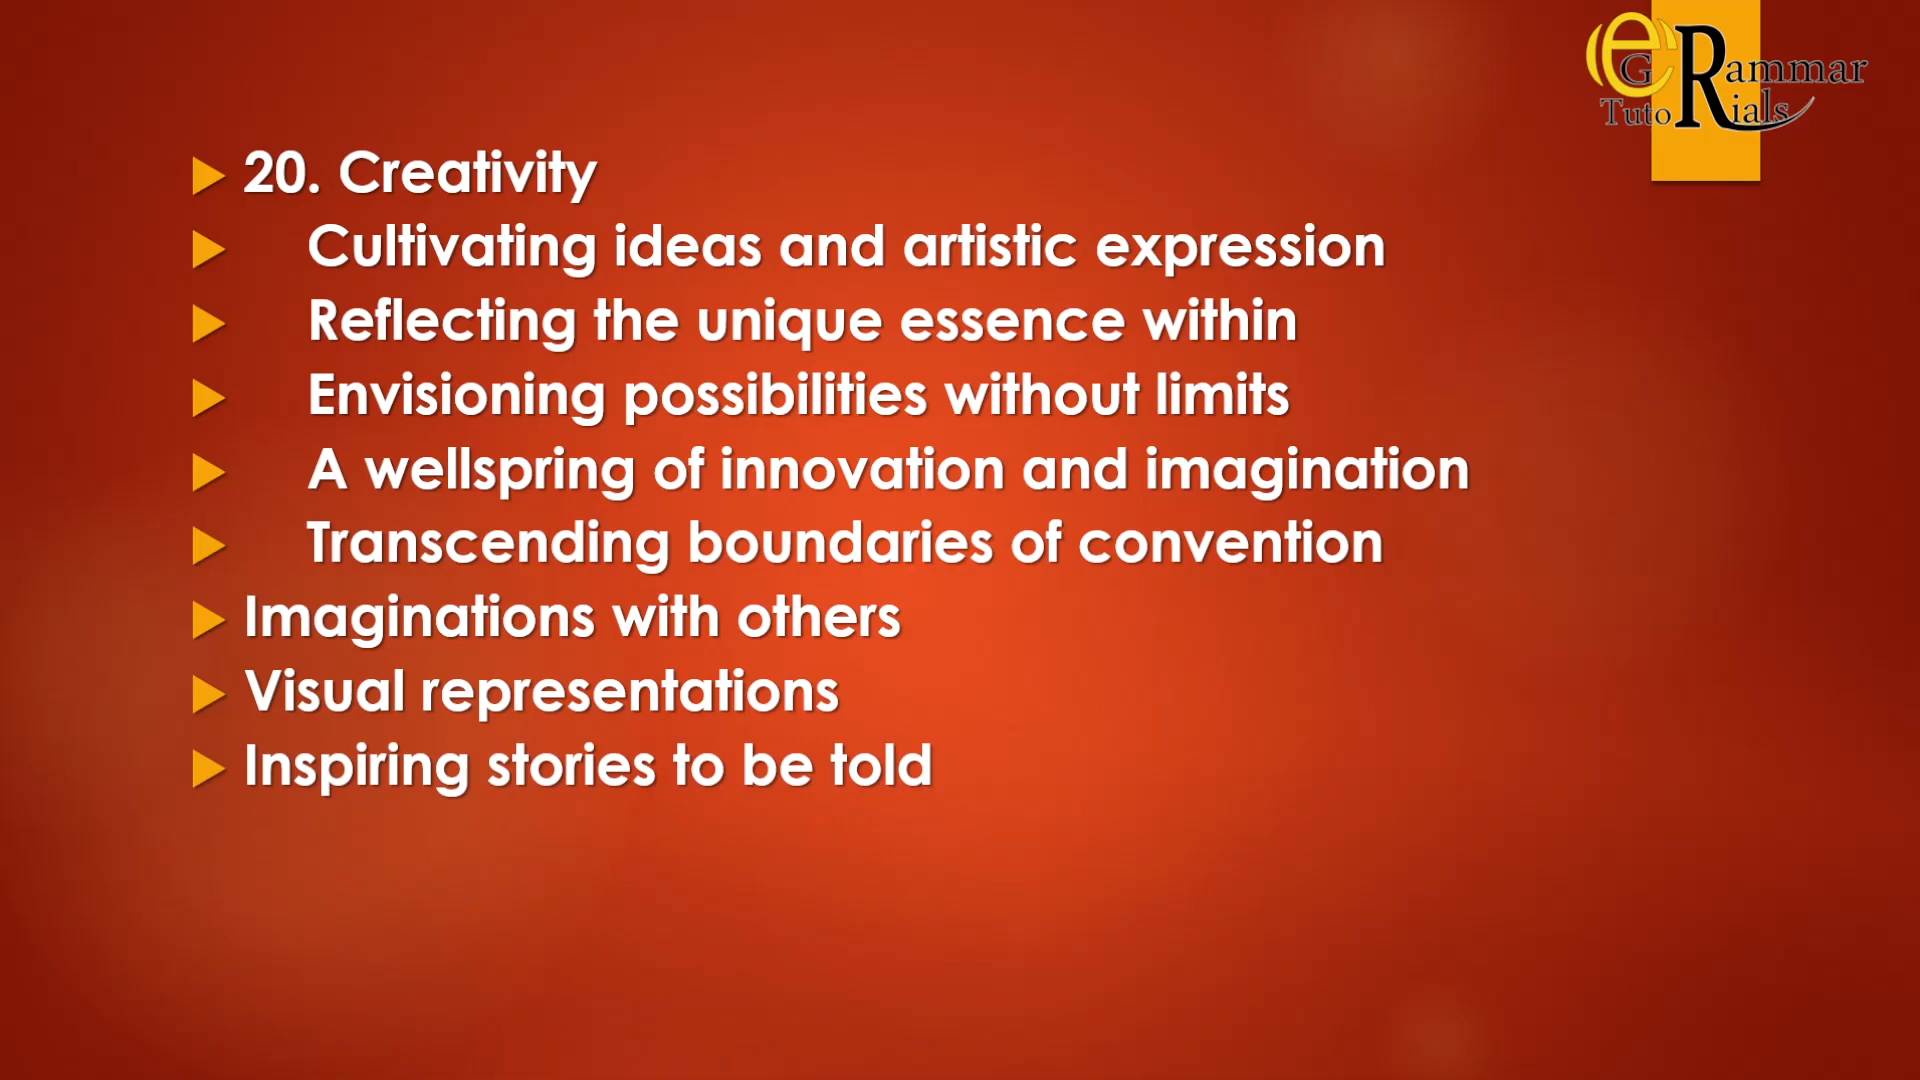 eGRammar
TutoRials
20. Creativity
Cultivating ideas and artistic expression
Reflecting the unique essence within
Envisioning possibilities without limits
A wellspring of innovation and imagination
Transcending boundaries of convention
Imaginations with others
Visual representations
Inspiring stories to be told